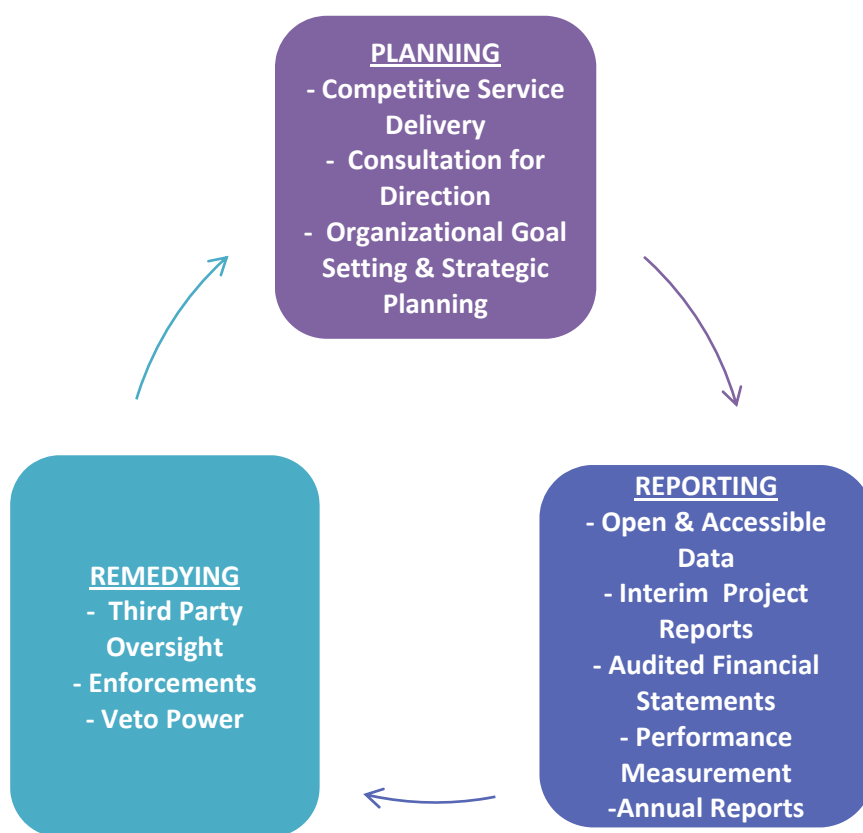 PLANNING
- Competitive Service
Delivery
- Consultation for
Direction
- Organizational Goal
Setting & Strategic
Planning
REPORTING
- Open & Accessible
Data
- Interim Project
Reports
- Audited Financial
Statements
- Performance
Measurement
-Annual Reports
REMEDYING
- Third Party
Oversight
- Enforcements
- Veto Power